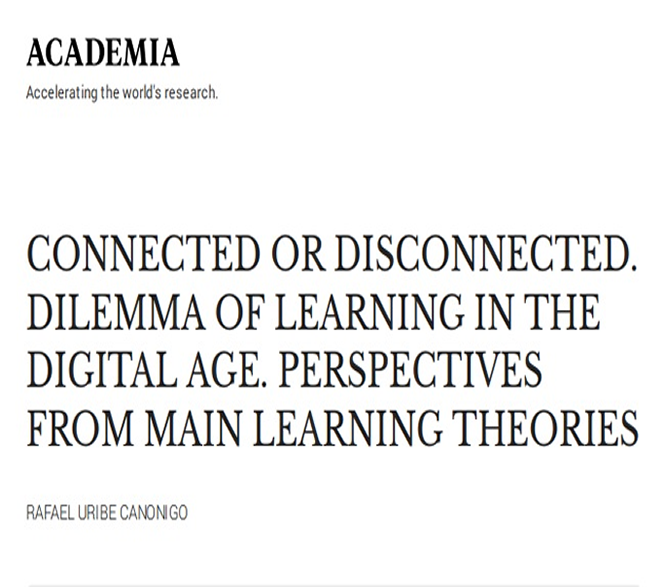 ACADEMIA
Accelerating the world's research.
CONNECTED OR DISCONNECTED.
DILEMMA OF LEARNING IN THE
DIGITAL AGE. PERSPECTIVES
FROM MAIN LEARNING THEORIES
RAFAEL URIBE CANONIGO